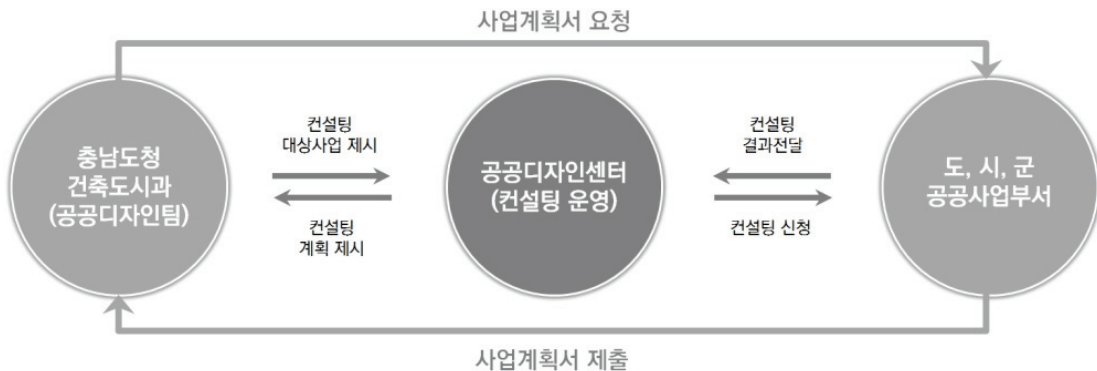 사업계획서 요청
충남도청
건축도시과
(공공디자인팀)
컨설팅
대상사업 제시
컨설팅
계획 제시
공공디자인센터
(컨설팅 운영)
컨설팅
결과전달
컨설팅 신청
도, 시, 군
공공사업부서
사업계획서 제출